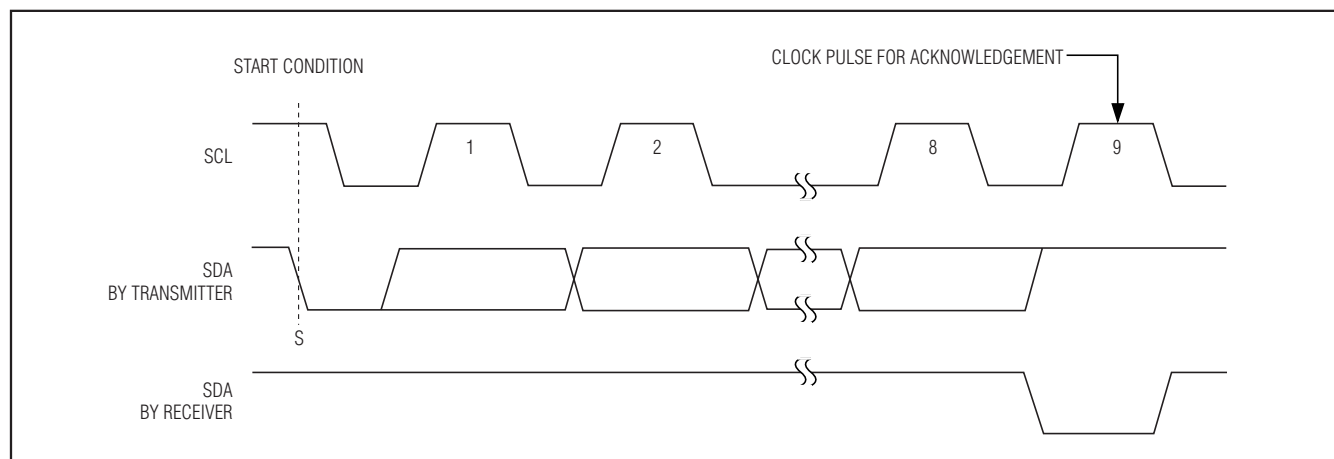 START CONDITION
CLOCK PULSE FOR ACKNOWLEDGEMENT
SCL
1
2
8
9
SDA
BY TRANSMITTER
S
SDA
BY RECEIVER